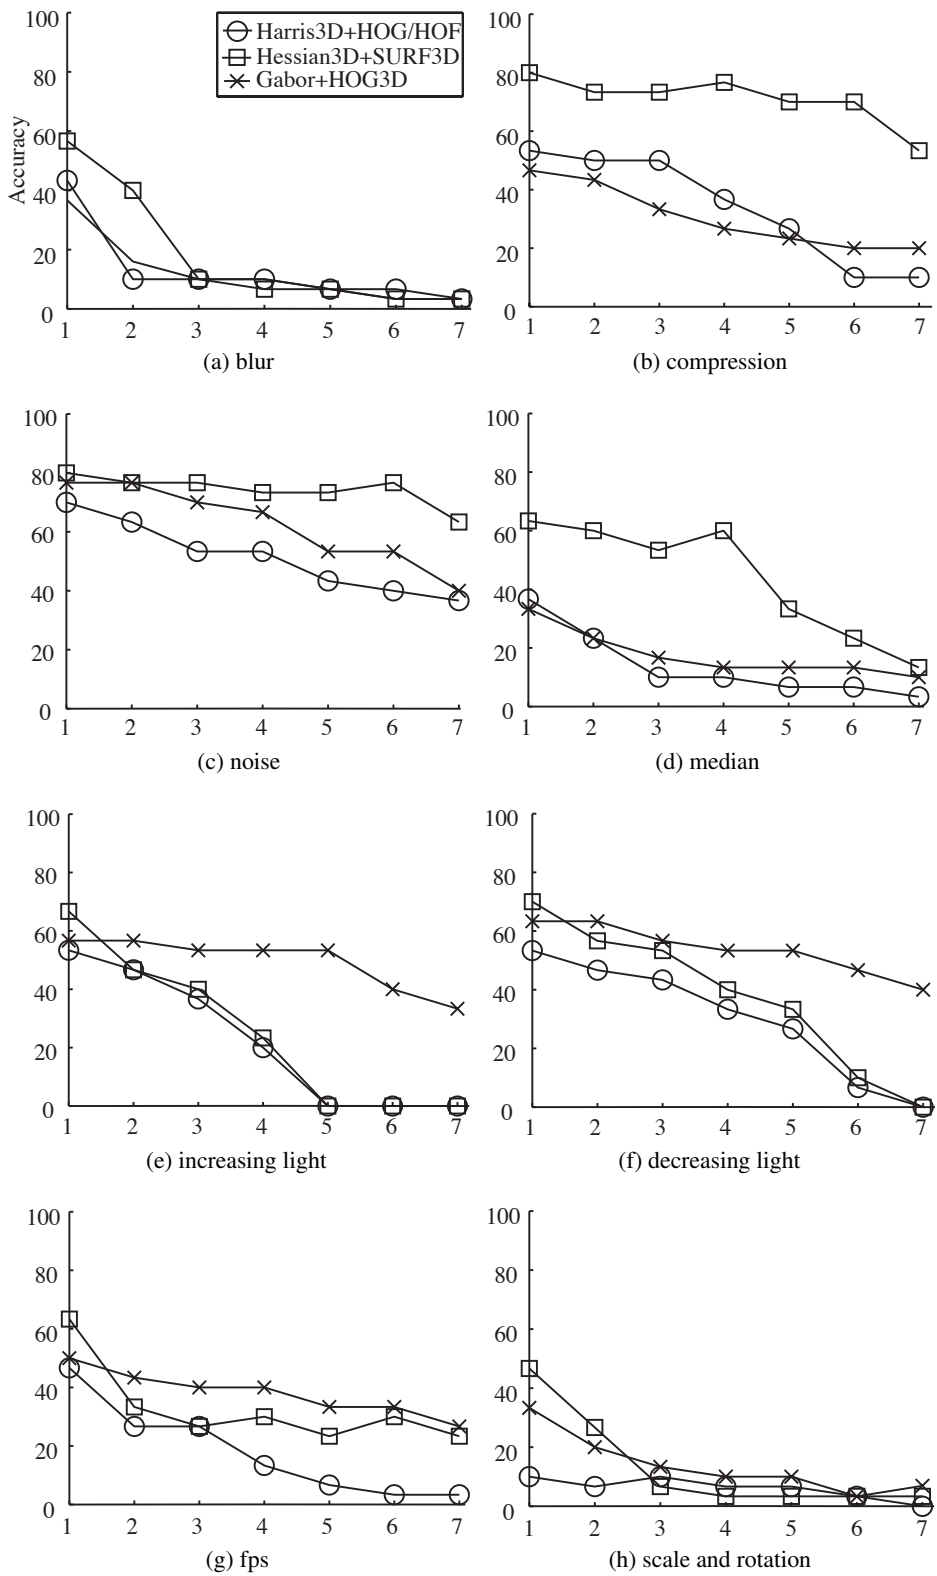 100
80
60
40
20
0
Accuracy
Harris3D+HOG/HOF
Hessian3D+SURF3D
Gabor+HOG3D
1 2 3 4 5 6 7
(a) blur
100
80
60
40
20
0
1 2 3 4 5 6 7
(b) compression
100
80
60
40
20
0
1 2 3 4 5 6 7
(c) noise
100
80
60
40
20
0
1 2 3 4 5 6 7
(d) median
100
80
60
40
20
0
1 2 3 4 5 6 7
(e) increasing light
100
80
60
40
20
0
1 2 3 4 5 6 7
(f) decreasing light
100
80
60
40
20
0
1 2 3 4 5 6 7
(g) fps
100
80
60
40
20
0
1 2 3 4 5 6 7
(h) scale and rotation